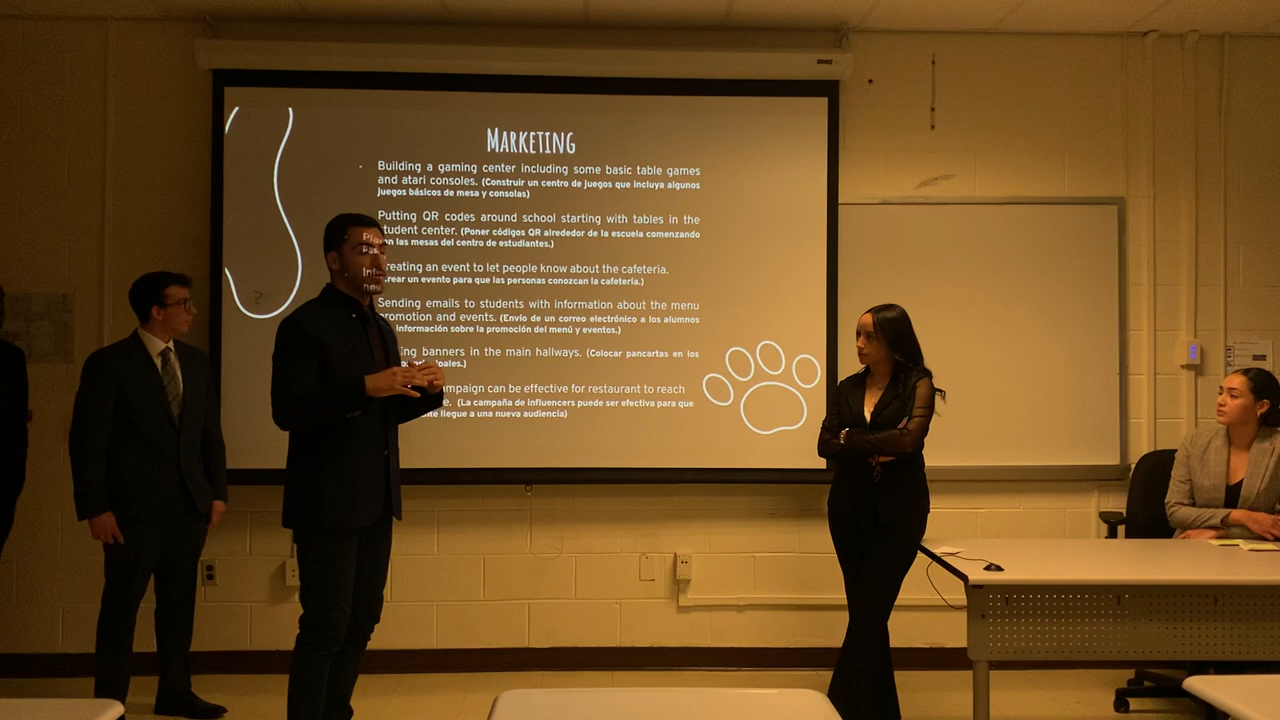 Marketing
Building a gaming center including some basic table games
and atari consoles. (Construir un centro de juegos que incluya algunos
juegos básicos de mesa y consolas)
Putting QR codes around school starting with tables in the
student center. (Poner códigos QR alrededor de la escuela comenzando
en las mesas del centro de estudiantes.)
reating an event to let people know about the cafeteria.
rear un evento para que las personas conozcan la cafetería.)
Sending emails to students with information about the menu
promotion and events. (Envío de un correo electrónico a los alumnos
información sobre la promoción del menú y eventos.)
ing banners in the main hallways. (Colocar pancartas en los
ipales.)
ampaign can be effective for restaurant to reach
e. (La campaña de influencers puede ser efectiva para que
nte llegue a una nueva audiencia)